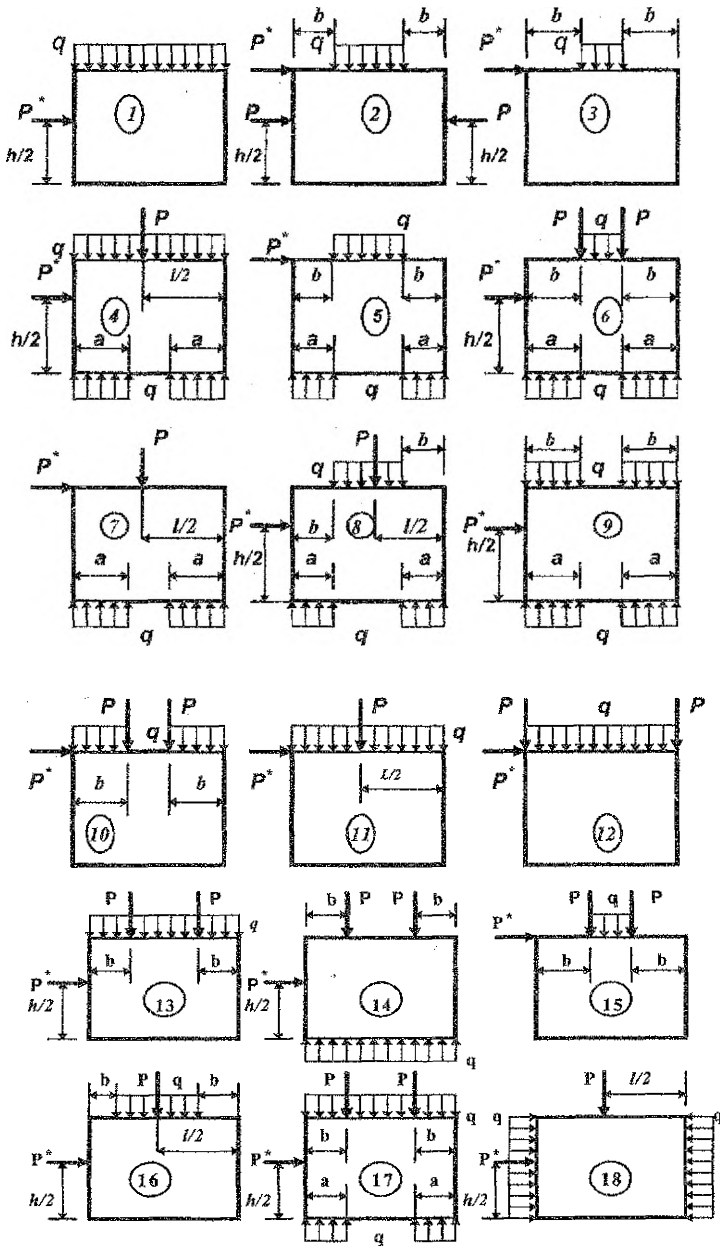 b b b b
q P* q P* q
P* 1 P 2 P 3 P
h/2 h/2 h/2
P P q P
q q P*
P* l/2 b b P* b b
h/2 4 5 6
a a a a h/2 a a
q q q
P P b b b
P* q q
7 l/2 P* b 8 l/2 P* 9
a a h/2 a a h/2 a a
q q q
P P P P P
q q q
P* b b P* L/2 P*
10 11 12
P P b P P b P q P
q P*
P* b b P* b b
h/2 13 h/2 14 15
q
b P q b P P P l/2
q q q
P* l/2 P* b b P*
h/2 16 h/2 a 17 a h/2 18
q